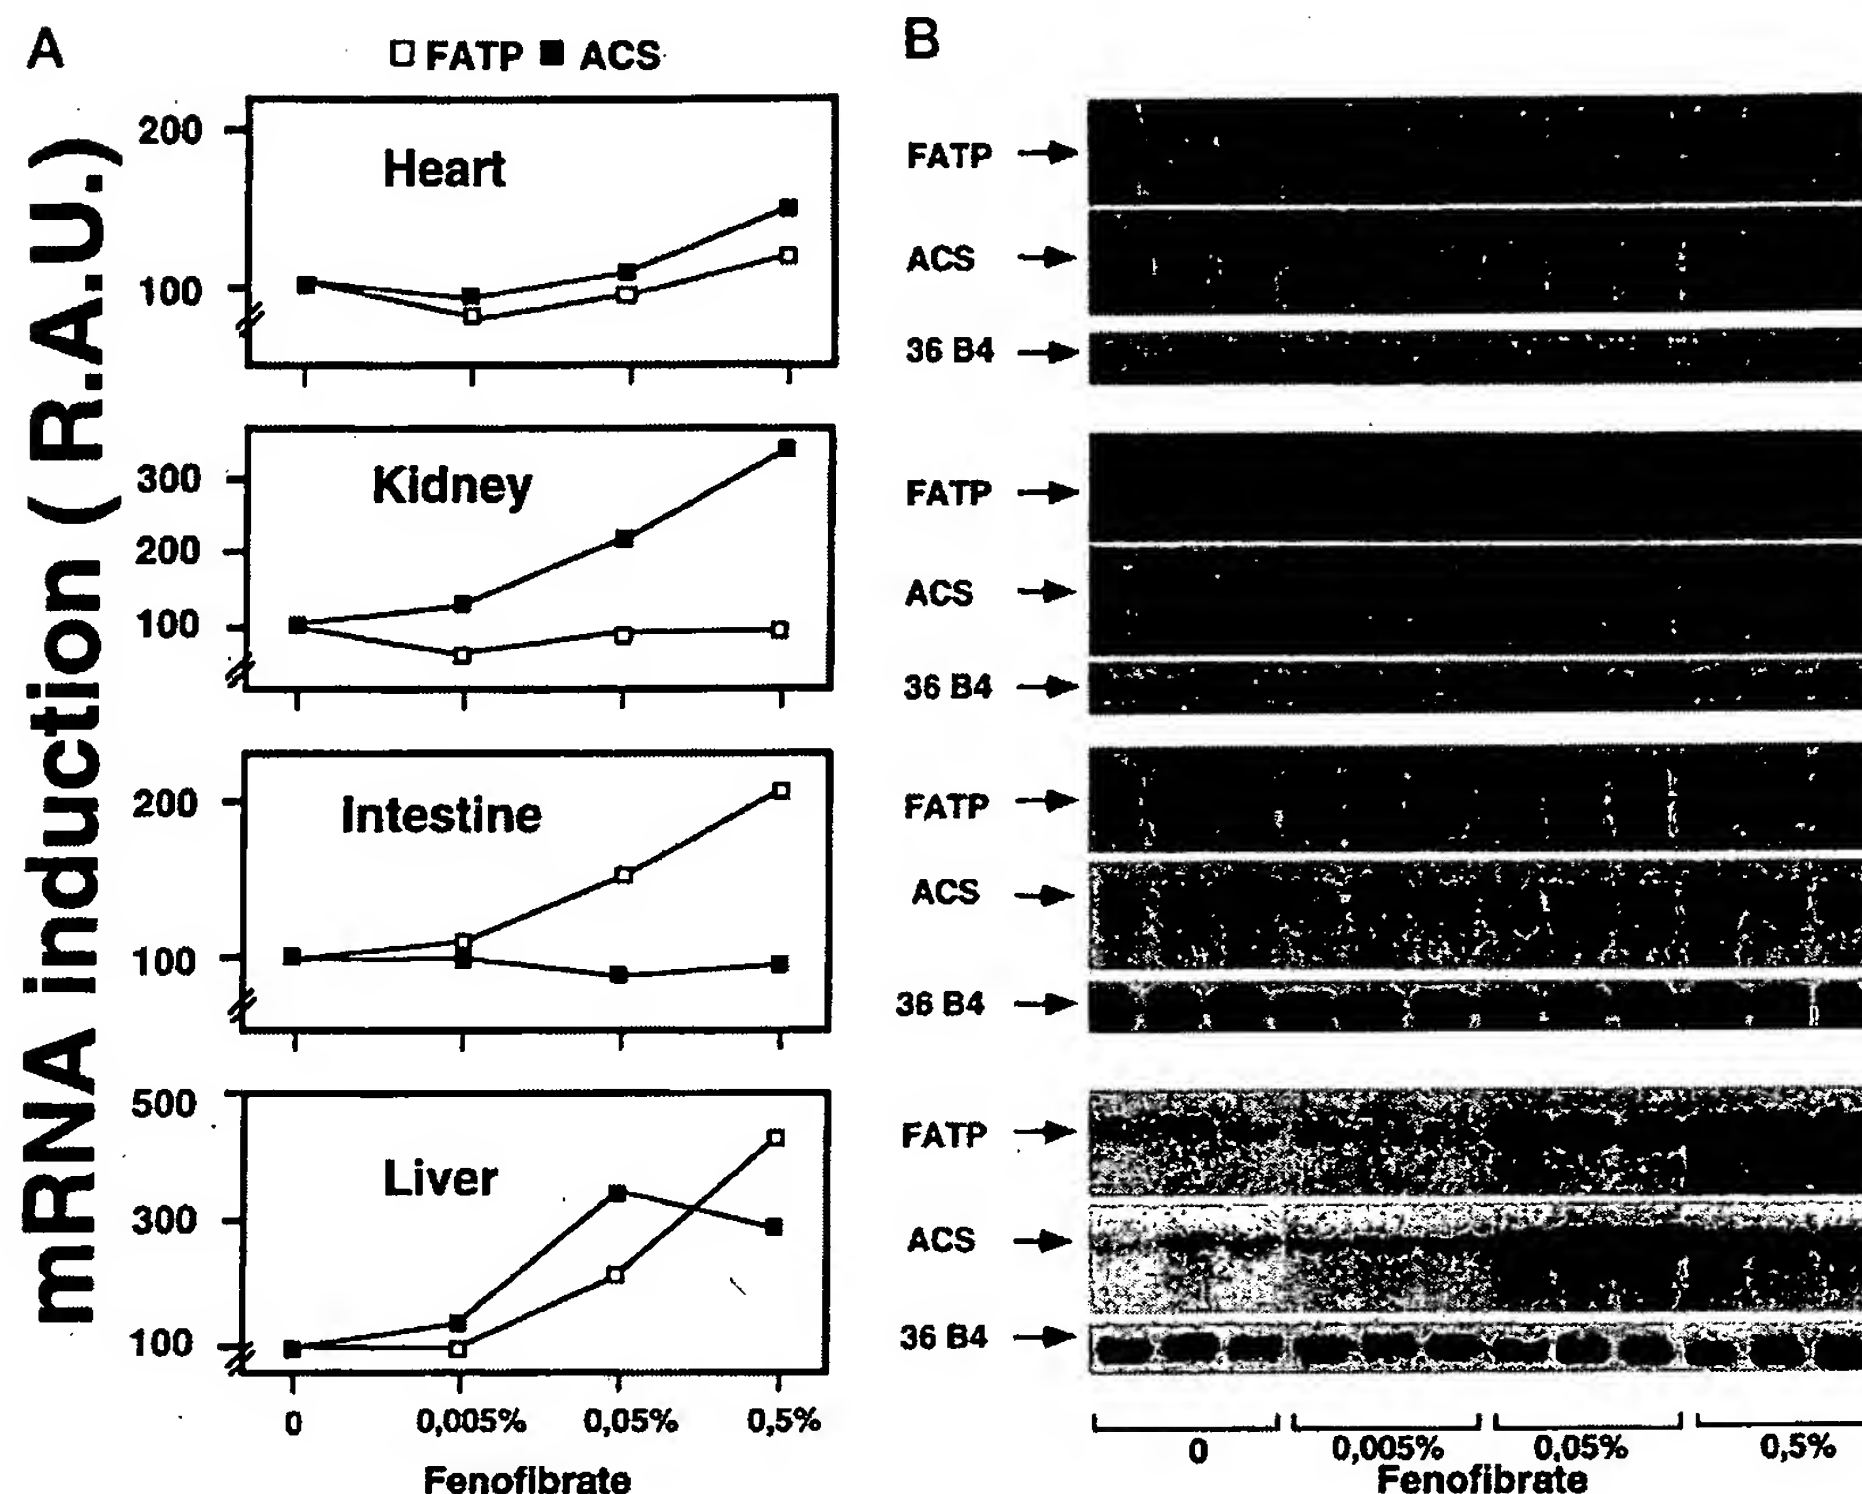 A
FATP ACS
B
mRNA induction ( R.A.U.)
200
Heart
100
300
Kidney
200
100
200
Intestine
100
500
Liver
300
100
0 0,005% 0,05% 0,5%
Fenofibrate
FATP
ACS
36 B4
FATP
ACS
36 B4
FATP
ACS
36 B4
FATP
ACS
36 B4
0 0,005% 0,05% 0,5%
Fenofibrate